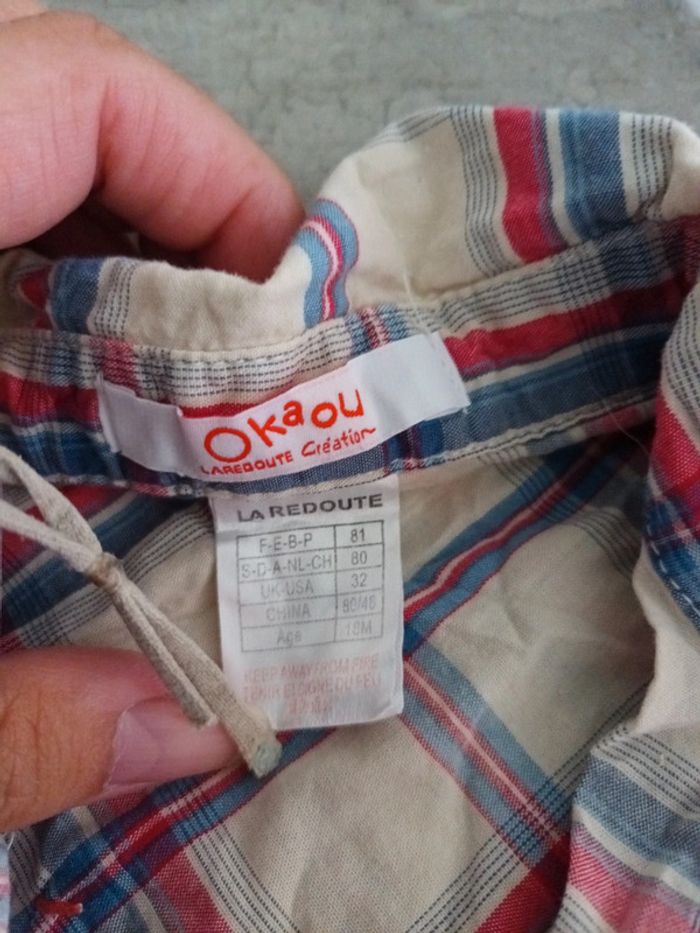 Okaou
LAREDOUTE Création
LA REDOUTE
F-E-B-P 81
S-D-A-NL-CH 80
UK-USA 32
CHINA 80/48
Age 18M
KEEP AWAY FROM FIRE
TENIR ELOIGNE DU FEU